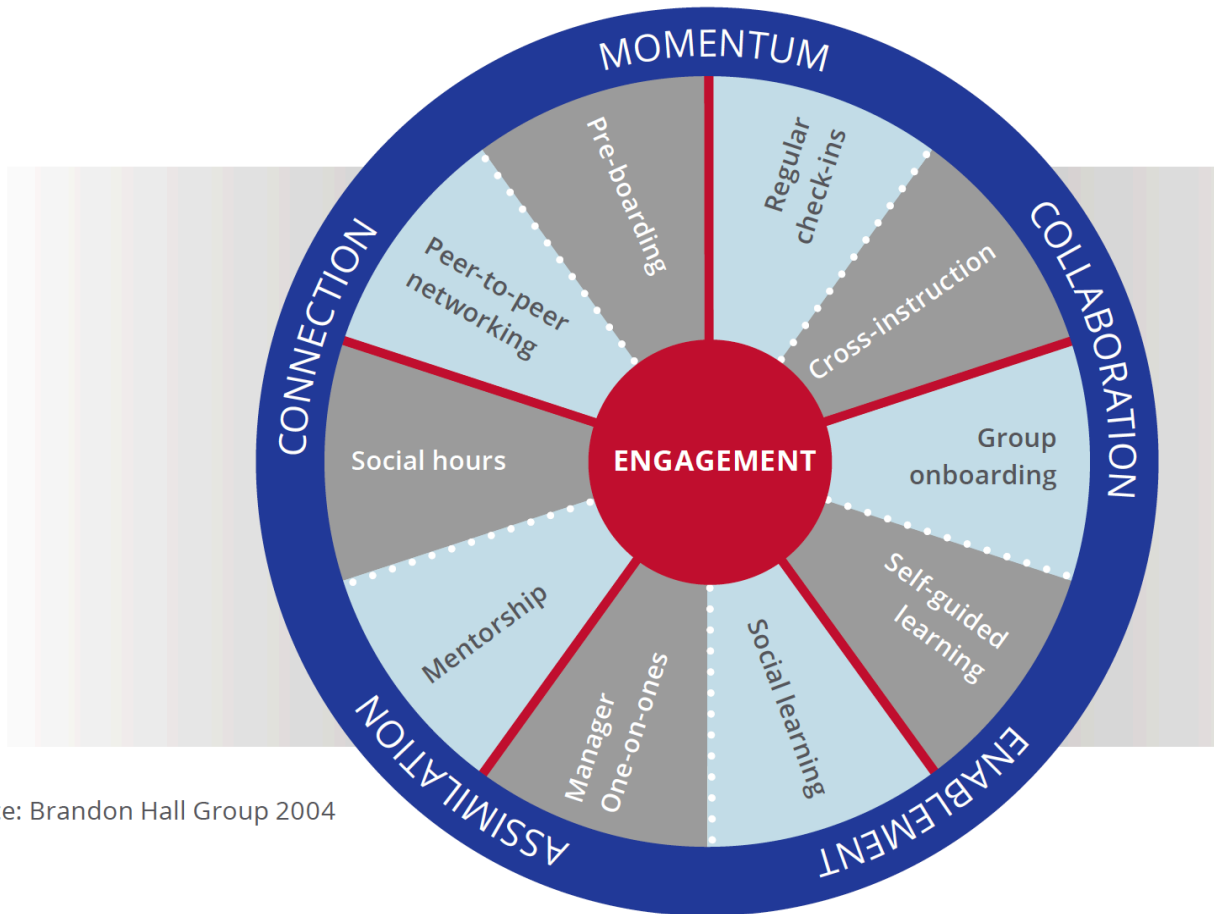 MOMENTUM
Regular
check-ins
Pre-boarding
COLLABORATION
Cross-instruction
Peer-to-peer
networking
CONNECTION
Group
onboarding
ENGAGEMENT
Social hours
Self-guided
learning
Mentorship
Social learning
Manager
One-on-ones
ENABLEMENT
ASSIMILATION
: Brandon Hall Group 2004